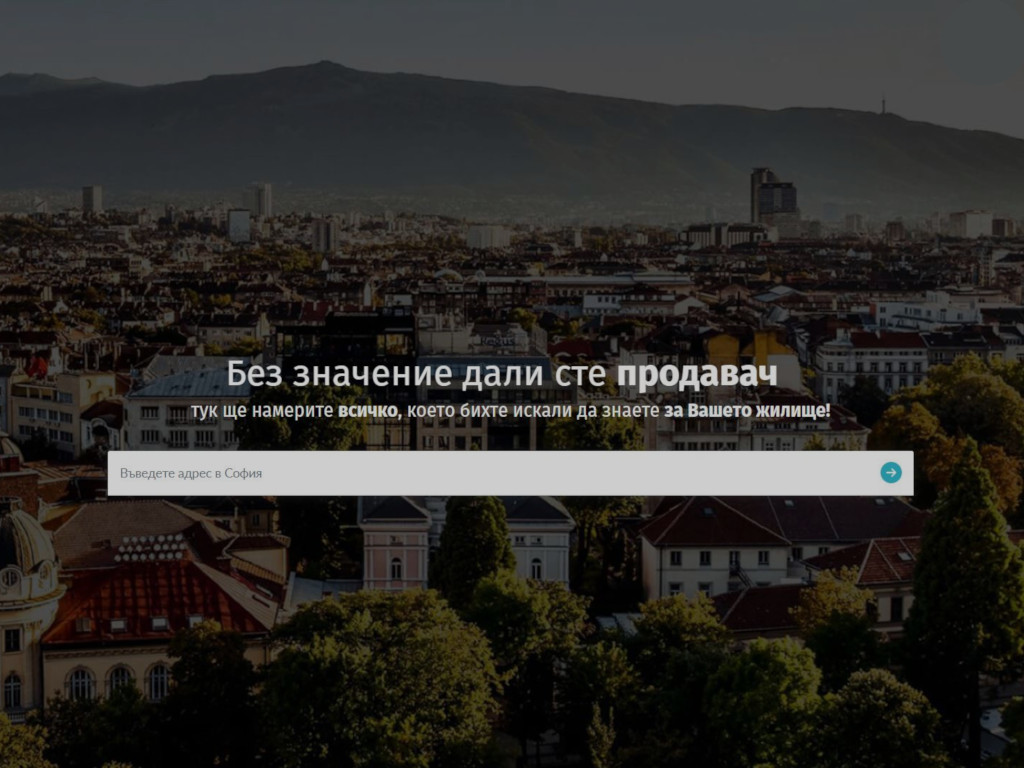 Без значение дали сте продавач
тук ще намерите всичко, което бихте искали да знаете за Вашето жилище!
Въведете адрес в София